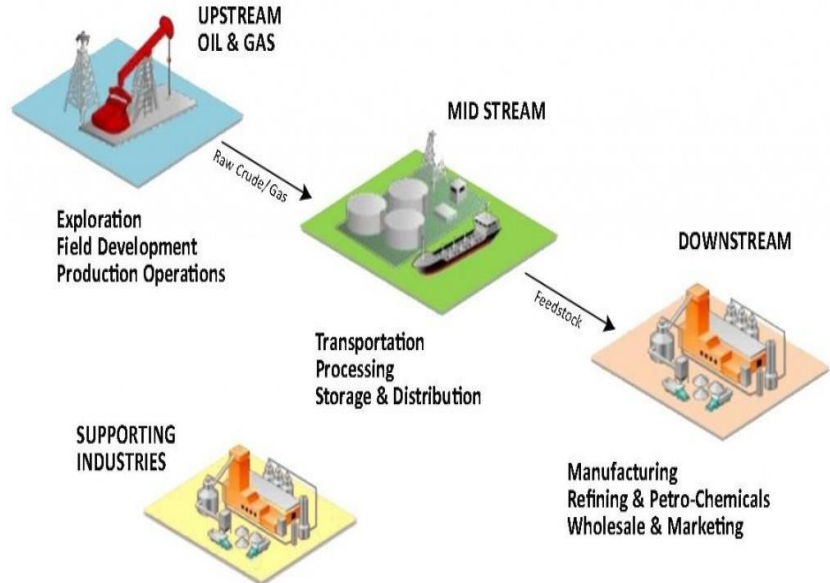 UPSTREAM
OIL & GAS
Raw Crude/ Gas
Exploration
Field Development
Production Operations
MID STREAM
Feedstock
Transportation
Processing
Storage & Distribution
DOWNSTREAM
Manufacturing
Refining & Petro-Chemicals
Wholesale & Marketing
SUPPORTING
INDUSTRIES